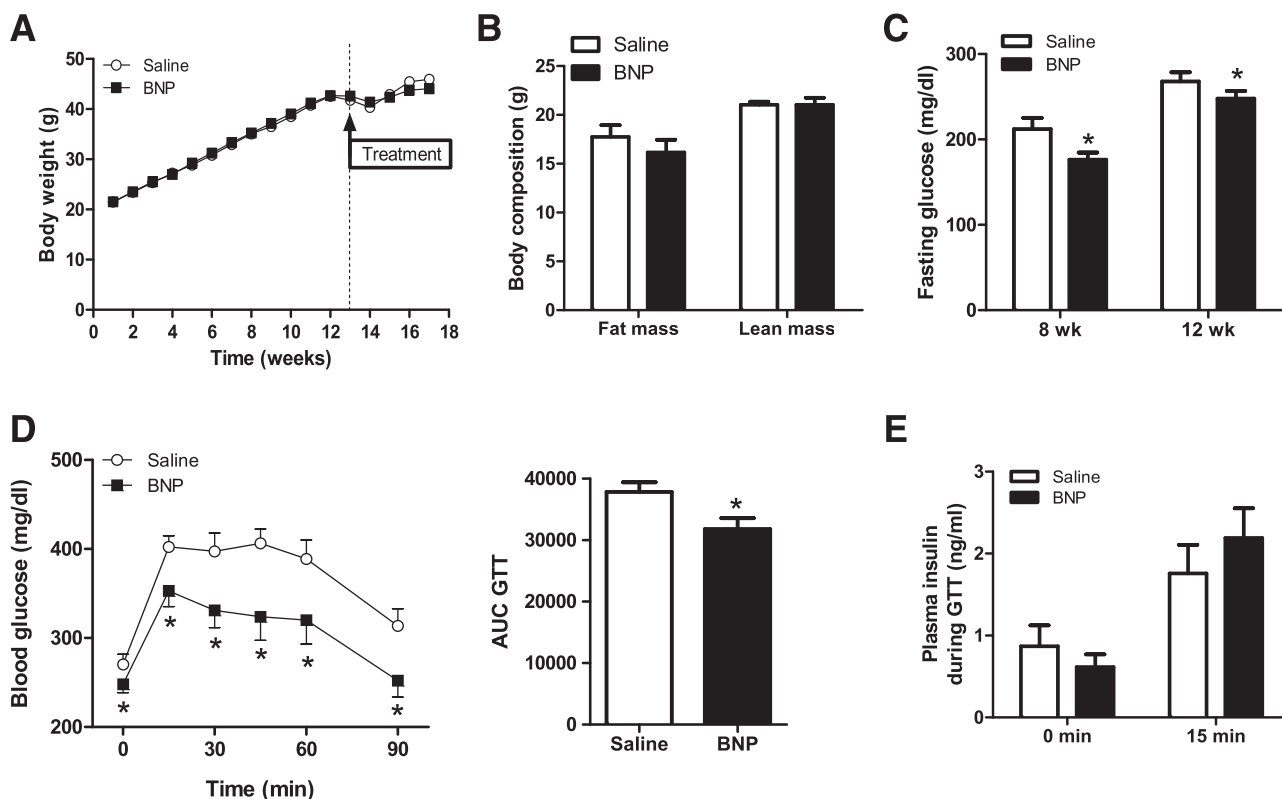 A
Body weight (g)
50
40
30
20
10
0
Saline
BNP
Treatment
0 2 4 6 8 10 12 14 16 18
Time (weeks)
B
Saline
BNP
Body composition (g)
25
20
15
10
5
0
Fat mass Lean mass
C
Saline
BNP
Fasting glucose (mg/dl)
300
200
100
0
*
*
8 wk 12 wk
D
Saline
BNP
Blood glucose (mg/dl)
500
400
300
200
* * * * * *
0 30 60 90
Time (min)
AUC GTT
40000
30000
20000
10000
0
*
Saline BNP
E
Saline
BNP
Plasma insulin
during GTT (ng/ml)
3
2
1
0
0 min 15 min